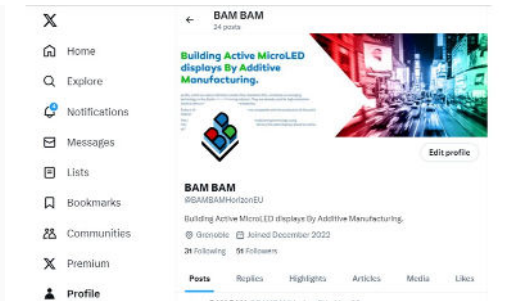 X
BAM BAM
24 posts
Home
Explore
Notifications
Messages
Lists
Bookmarks
Communities
Premium
Profile
Building Active MicroLED
displays By Additive
Manufacturing.
Edit profile
BAM BAM
@BAMBAMHorizonEU
Building Active MicroLED displays By Additive Manufacturing.
Grenoble Joined December 2022
Following Followers
Posts Replies Highlights Articles Media Likes